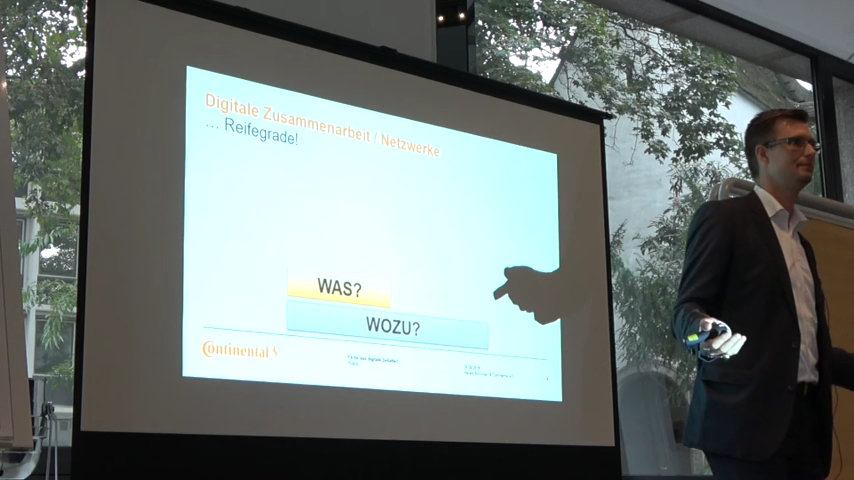 Digitale Zusammenarbeit / Netzwerke
... Reifegrade!
WAS?
WOZU?
Continental